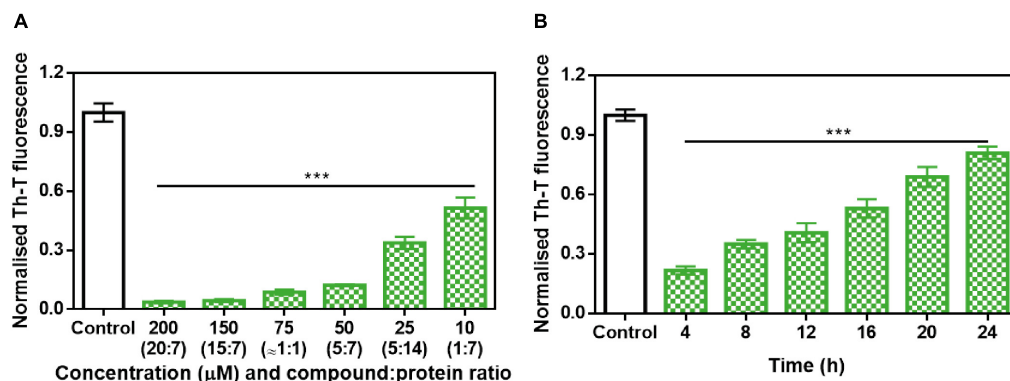 A
Normalised Th-T fluorescence
1.2
0.9
0.6
0.3
0.0
***
Control 200 150 75 50 25 10
(20:7) (15:7) (≈1:1) (5:7) (5:14) (1:7)
Concentration (µM) and compound:protein ratio
B
Normalised Th-T fluorescence
1.2
0.9
0.6
0.3
0.0
***
Control 4 8 12 16 20 24
Time (h)